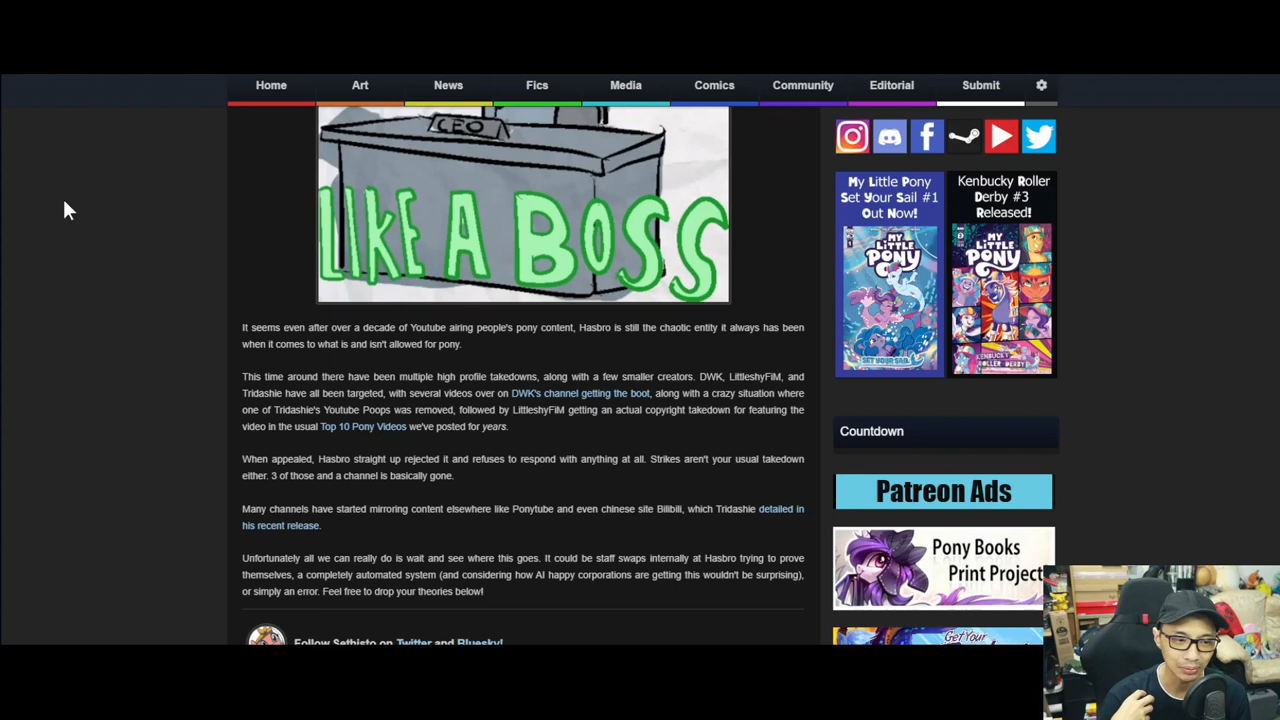 Home Art News Fics Media Comics Community Editorial Submit
CEO
LIKE A BOSS
It seems even after over a decade of Youtube airing people's pony content, Hasbro is still the chaotic entity it always has been
when it comes to what is and isn't allowed for pony.
This time around there have been multiple high profile takedowns, along with a few smaller creators. DWK, LittleshyFiM, and
Tridashie have all been targeted, with several videos over on DWK's channel getting the boot, along with a crazy situation where
one of Tridashie's Youtube Poops was removed, followed by LittleshyFiM getting an actual copyright takedown for featuring the
video in the usual Top 10 Pony Videos we've posted for years.
When appealed, Hasbro straight up rejected it and refuses to respond with anything at all. Strikes aren't your usual takedown
either. 3 of those and a channel is basically gone.
Many channels have started mirroring content elsewhere like Ponytube and even chinese site Bilibili, which Tridashie detailed in
his recent release.
Unfortunately all we can really do is wait and see where this goes. It could be staff swaps internally at Hasbro trying to prove
themselves, a completely automated system (and considering how AI happy corporations are getting this wouldn't be surprising),
or simply an error. Feel free to drop your theories below!
Follow Sethisto on Twitter and Bluesky!
My Little Pony
Set Your Sail #1
Out Now!
MY LITTLE
PONY
SET YOUR SAIL
Kenbucky Roller
Derby #3
Released!
MY LITTLE
PONY
KENBUCKY
ROLLER DERBY
Countdown
Patreon Ads
Pony Books
Print Project
Get Your